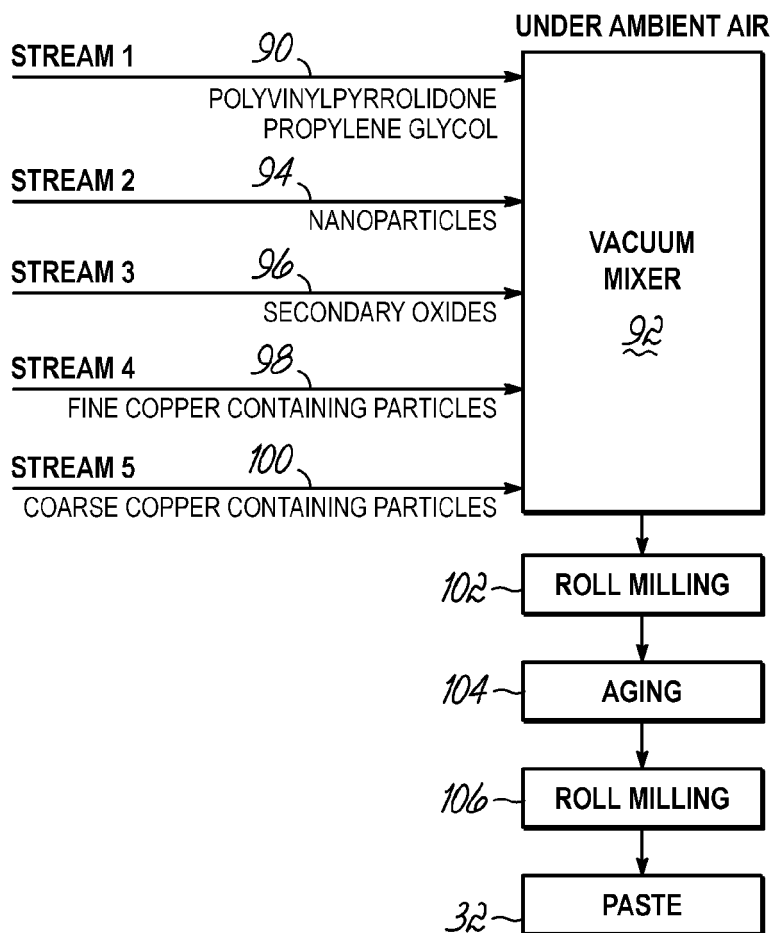 UNDER AMBIENT AIR
STREAM 1
90
POLYVINYLPYRROLIDONE
PROPYLENE GLYCOL
STREAM 2
94
NANOPARTICLES
STREAM 3
96
SECONDARY OXIDES
STREAM 4
98
FINE COPPER CONTAINING PARTICLES
STREAM 5
100
COARSE COPPER CONTAINING PARTICLES
VACUUM
MIXER
92
102
ROLL MILLING
104
AGING
106
ROLL MILLING
32
PASTE